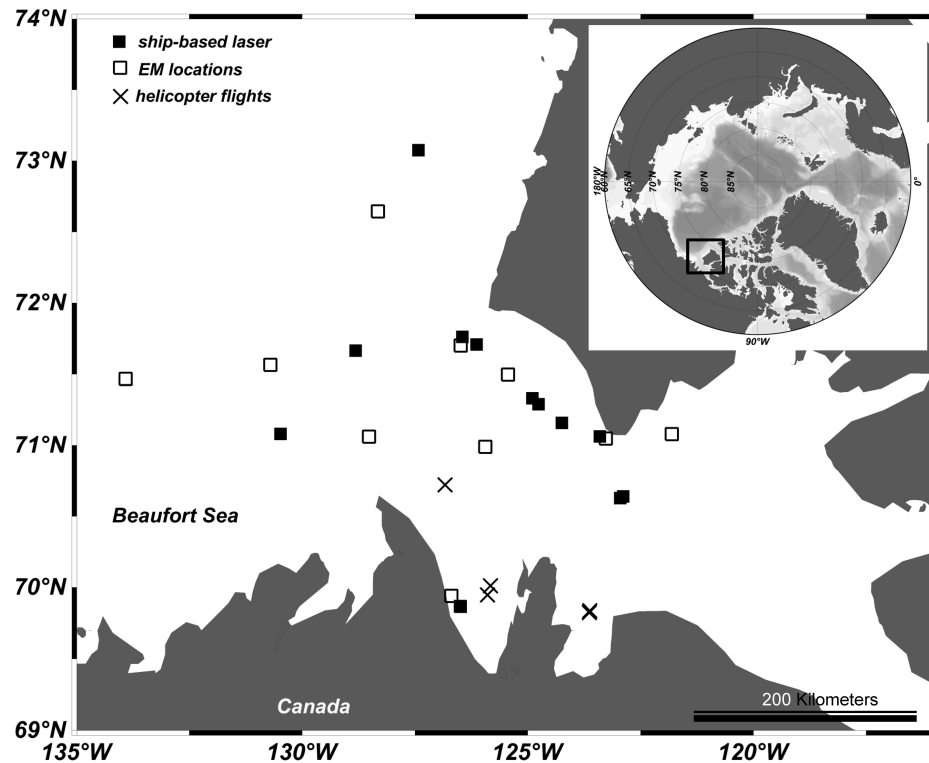 74°N
ship-based laser
EM locations
helicopter flights
73°N
180°W
60°N
65°N
70°N
75°N
80°N
85°N
0°
90°W
72°N
71°N
Beaufort Sea
70°N
Canada
200 Kilometers
69°N
135°W
130°W
125°W
120°W